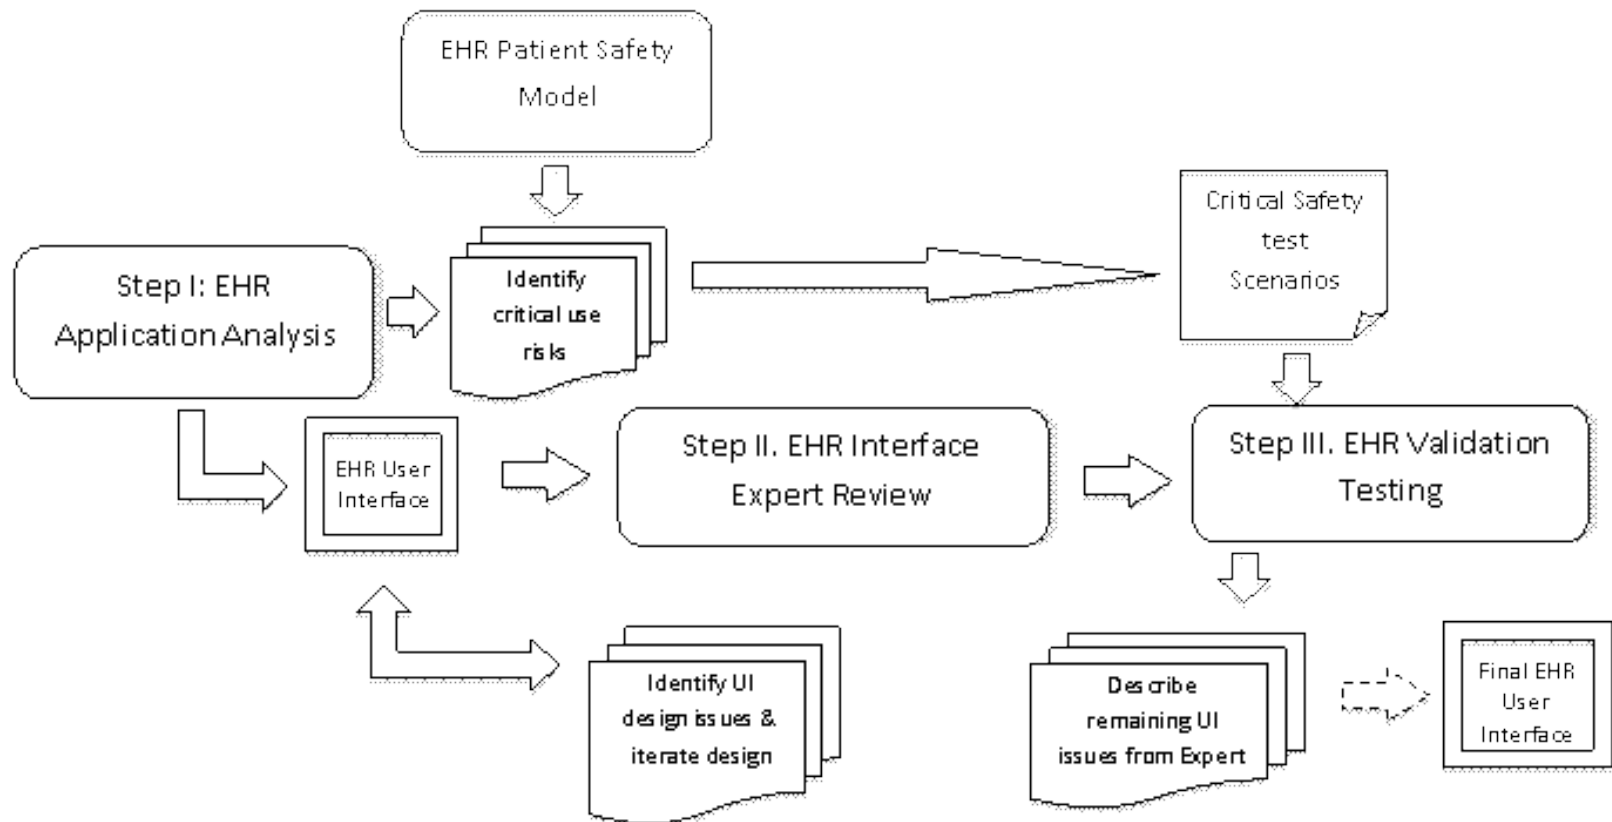 EHR Patient Safety
Model
Critical Safety
test
Scenarios
Step I: EHR
Application Analysis
Identify
critical use
risks
EHR User
Interface
Step II. EHR Interface
Expert Review
Step III. EHR Validation
Testing
Identify UI
design issues &
iterate design
Describe
remaining UI
issues from Expert
Final EHR
User
Interface